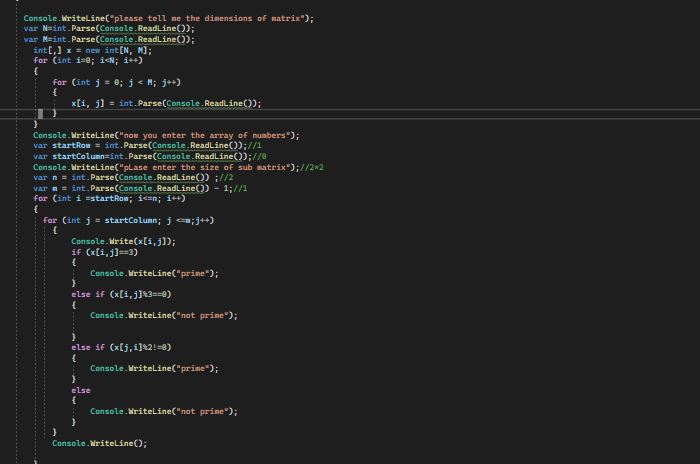 Console.WriteLine("please tell me the dimensions of matrix");
var N=int.Parse(Console.ReadLine());
var M=int.Parse(Console.ReadLine());
int[,] x = new int[N, M];
for (int i=0; i<N; i++)
{
for (int j = 0; j < M; j++)
{
x[i, j] = int.Parse(Console.ReadLine());
}
}
Console.WriteLine("now you enter the array of numbers");
var startRow = int.Parse(Console.ReadLine());//1
var startColumn=int.Parse(Console.ReadLine());//0
Console.WriteLine("pLase enter the size of sub matrix");//2*2
var n = int.Parse(Console.ReadLine()) ;//2
var m = int.Parse(Console.ReadLine()) - 1;//1
for (int i =startRow; i<=n; i++)
{
for (int j = startColumn; j <=m;j++)
{
Console.Write(x[i,j]);
if (x[i,j]==3)
{
Console.WriteLine("prime");
}
else if (x[i,j]%3==0)
{
Console.WriteLine("not prime");
}
else if (x[j,i]%2!=0)
{
Console.WriteLine("prime");
}
else
{
Console.WriteLine("not prime");
}
}
Console.WriteLine();
}